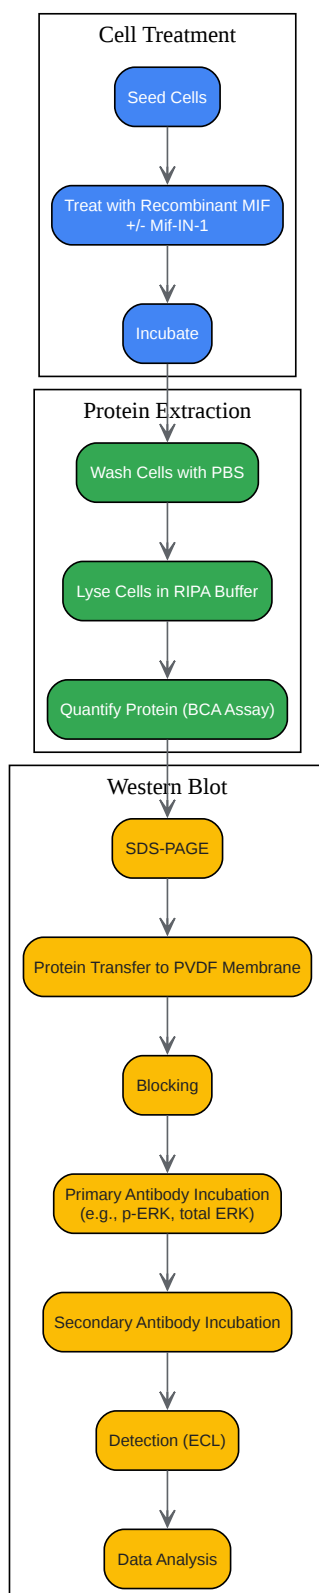 Cell Treatment
Seed Cells
Treat with Recombinant MIF
+/- Mif-IN-1
Incubate
Protein Extraction
Wash Cells with PBS
Lyse Cells in RIPA Buffer
Quantify Protein (BCA Assay)
Western Blot
SDS-PAGE
Protein Transfer to PVDF Membrane
Blocking
Primary Antibody Incubation
(e.g., p-ERK, total ERK)
Secondary Antibody Incubation
Detection (ECL)
Data Analysis